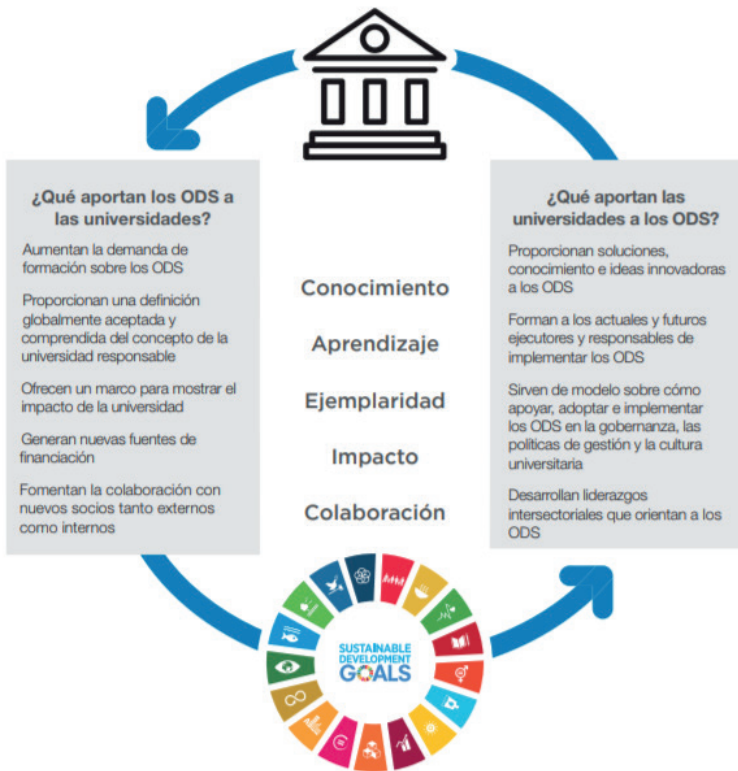 ¿Qué aportan los ODS a
las universidades?
Aumentan la demanda de
formación sobre los ODS
Proporcionan una definición
globalmente aceptada y
comprendida del concepto de la
universidad responsable
Ofrecen un marco para mostrar el
impacto de la universidad
Generan nuevas fuentes de
financiación
Fomentan la colaboración con
nuevos socios tanto externos
como internos
Conocimiento
Aprendizaje
Ejemplaridad
Impacto
Colaboración
¿Qué aportan las
universidades a los ODS?
Proporcionan soluciones,
conocimiento e ideas innovadoras
a los ODS
Forman a los actuales y futuros
ejecutores y responsables de
implementar los ODS
Sirven de modelo sobre cómo
apoyar, adoptar e implementar
los ODS en la gobernanza, las
políticas de gestión y la cultura
universitaria
Desarrollan liderazgos
intersectoriales que orientan a los
ODS
SUSTAINABLE
DEVELOPMENT
GOALS